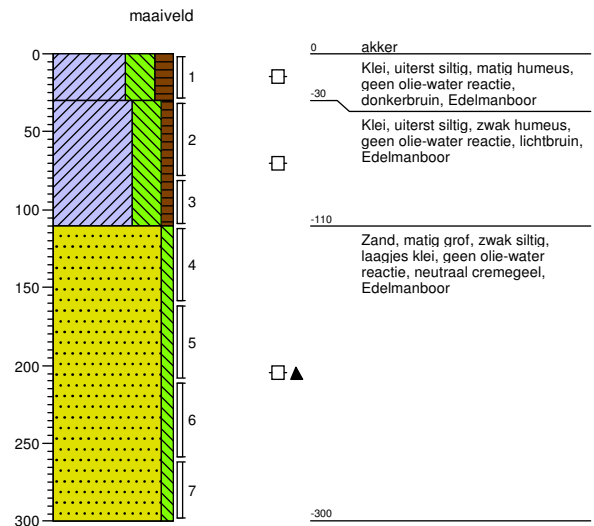 maaiveld
0
50
100
150
200
250
300
1
2
3
4
5
6
7
0
akker
Klei, uiterst siltig, matig humeus,
geen olie-water reactie,
donkerbruin, Edelmanboor
-30
Klei, uiterst siltig, zwak humeus,
geen olie-water reactie, lichtbruin,
Edelmanboor
-110
Zand, matig grof, zwak siltig,
laagjes klei, geen olie-water
reactie, neutraal cremegeel,
Edelmanboor
-300